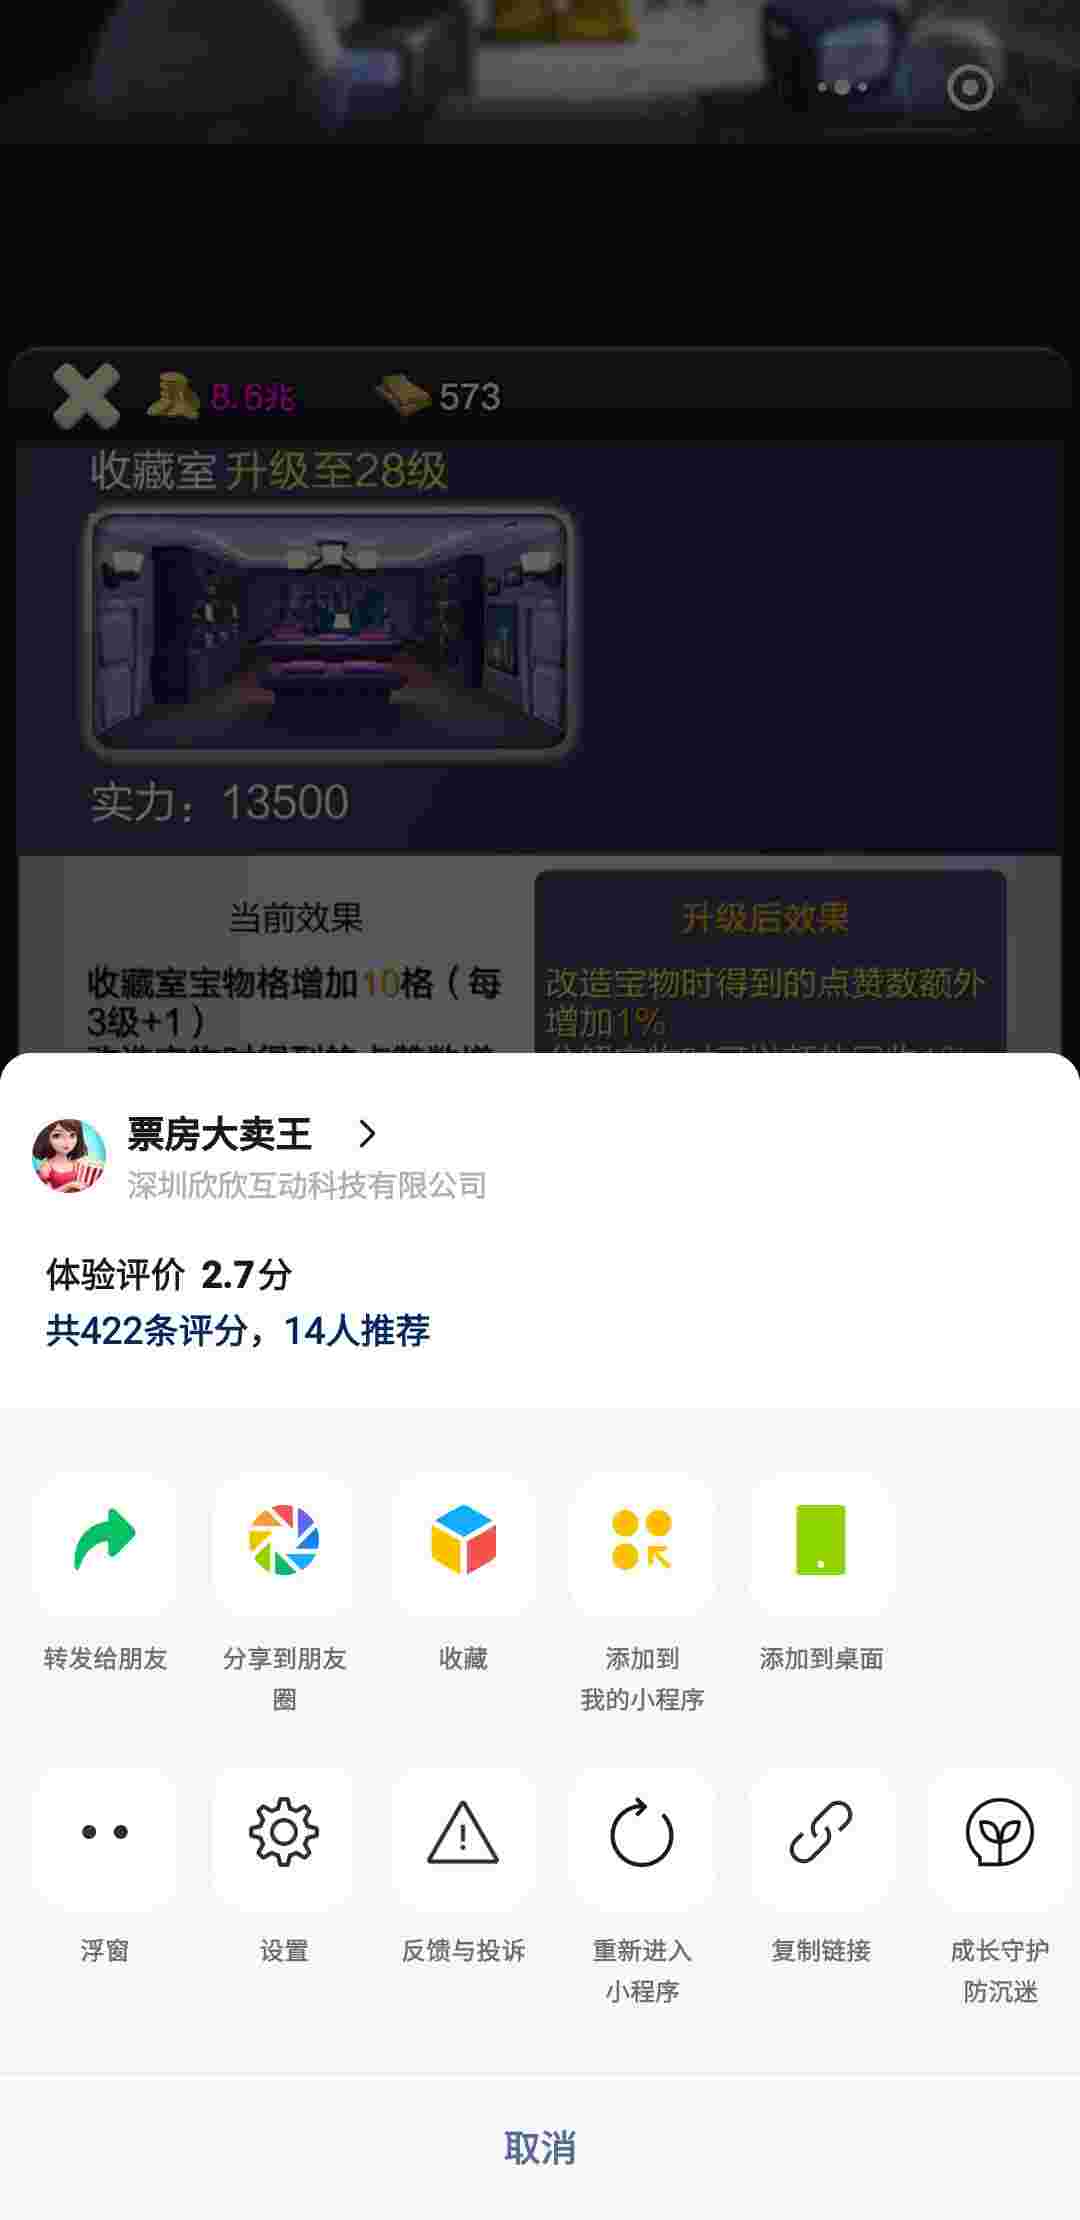 8.6兆
573
收藏室 升级至28级
实力：13500
当前效果
升级后效果
收藏室宝物格增加10格（每
3级+1）
改造宝物时得到的点赞数额外
增加1%
票房大卖王
深圳欣欣互动科技有限公司
体验评价 2.7分
共422条评分，14人推荐
转发给朋友
分享到朋友
圈
收藏
添加到
我的小程序
添加到桌面
浮窗
设置
反馈与投诉
重新进入
小程序
复制链接
成长守护
防沉迷
取消